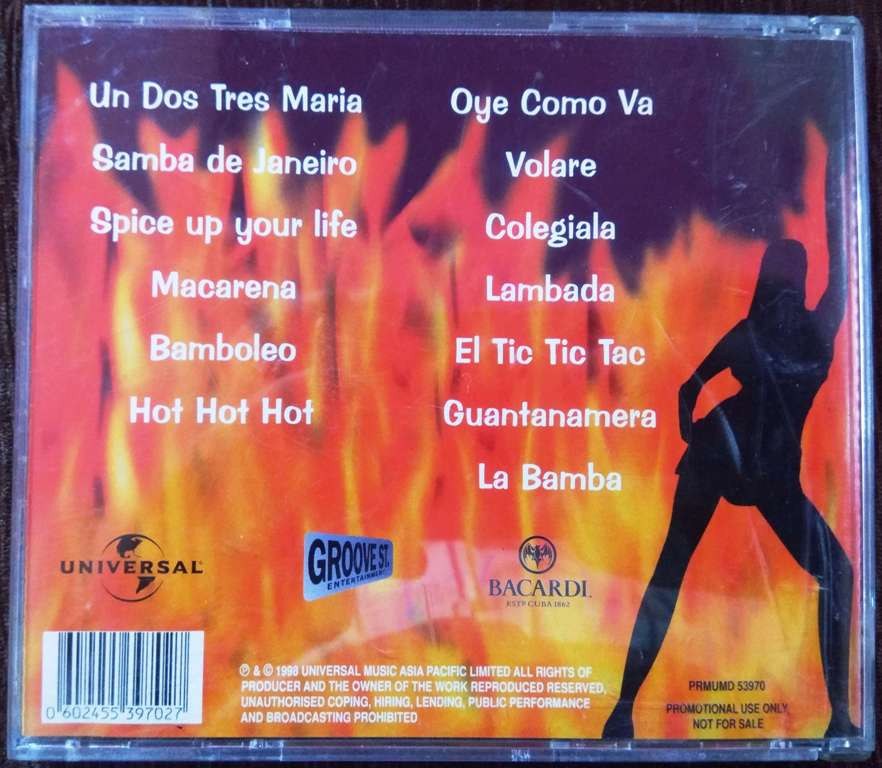 Un Dos Tres Maria
Samba de Janeiro
Spice up your life
Macarena
Bamboleo
Hot Hot Hot
Oye Como Va
Volare
Colegiala
Lambada
El Tic Tic Tac
Guantanamera
La Bamba
UNIVERSAL
GROOVE ST.
ENTERTAINMENT
BACARDI.
ESTD CUBA 1862
0 602455 397027
℗ & © 1998 UNIVERSAL MUSIC ASIA PACIFIC LIMITED ALL RIGHTS OF
PRODUCER AND THE OWNER OF THE WORK REPRODUCED RESERVED,
UNAUTHORISED COPING, HIRING, LENDING, PUBLIC PERFORMANCE
AND BROADCASTING PROHIBITED
PRMUMD 53970
PROMOTIONAL USE ONLY
NOT FOR SALE